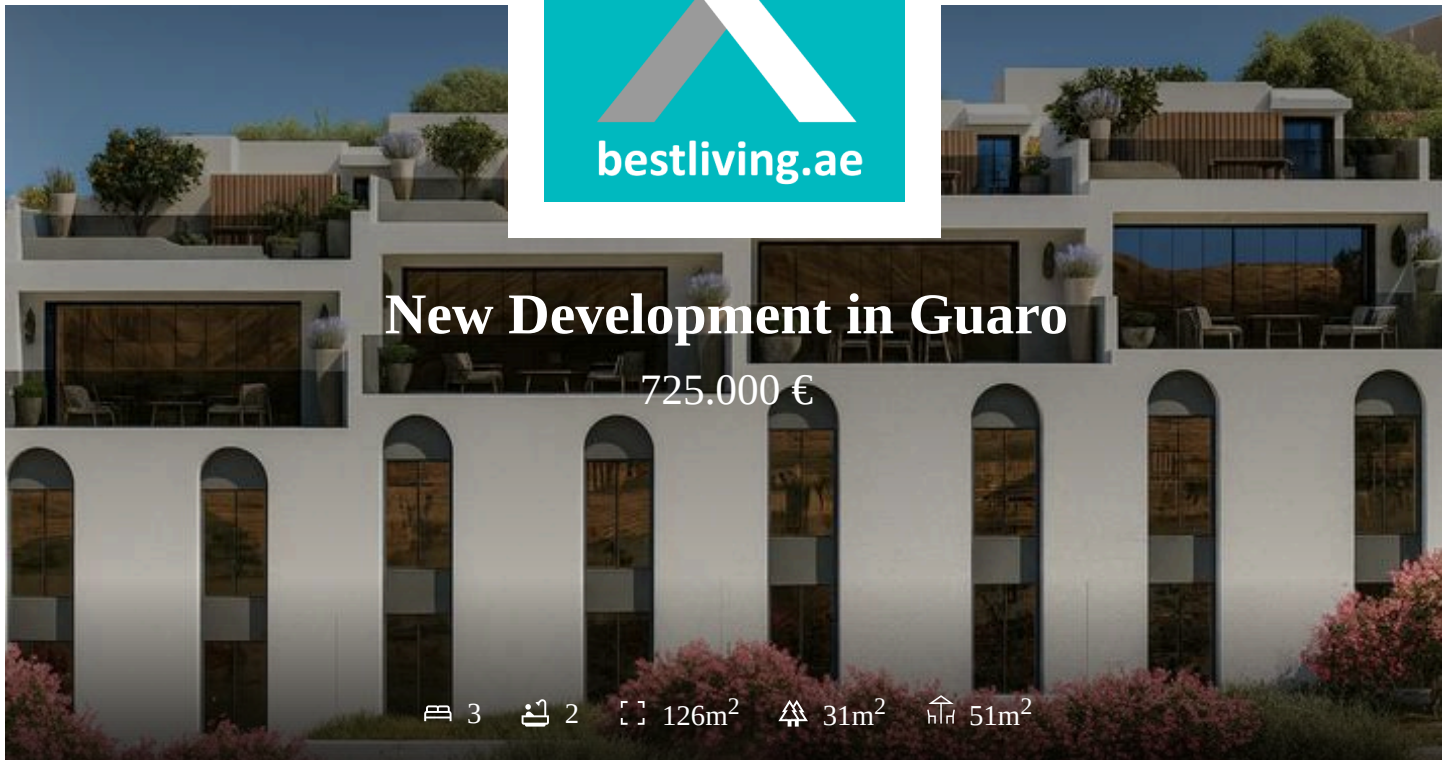 bestliving.ae
New Development in Guaro
725.000 €
3 2 126m² 31m² 51m²